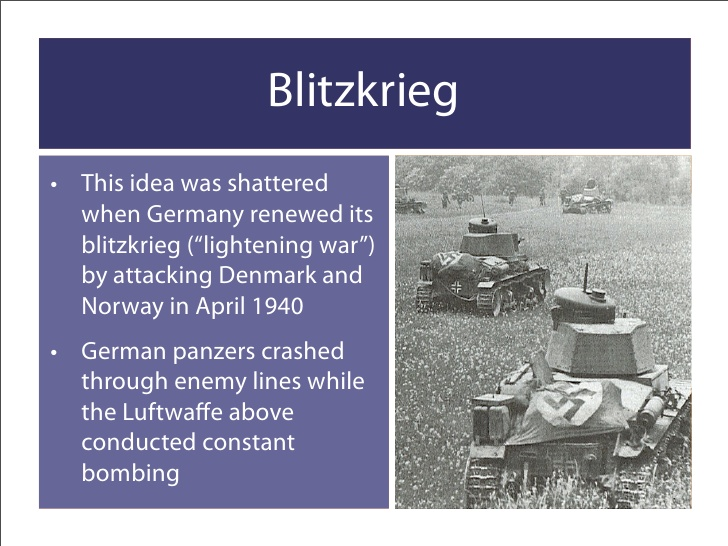 Blitzkrieg
• This idea was shattered
when Germany renewed its
blitzkrieg (“lightening war”)
by attacking Denmark and
Norway in April 1940
• German panzers crashed
through enemy lines while
the Luftwaffe above
conducted constant
bombing